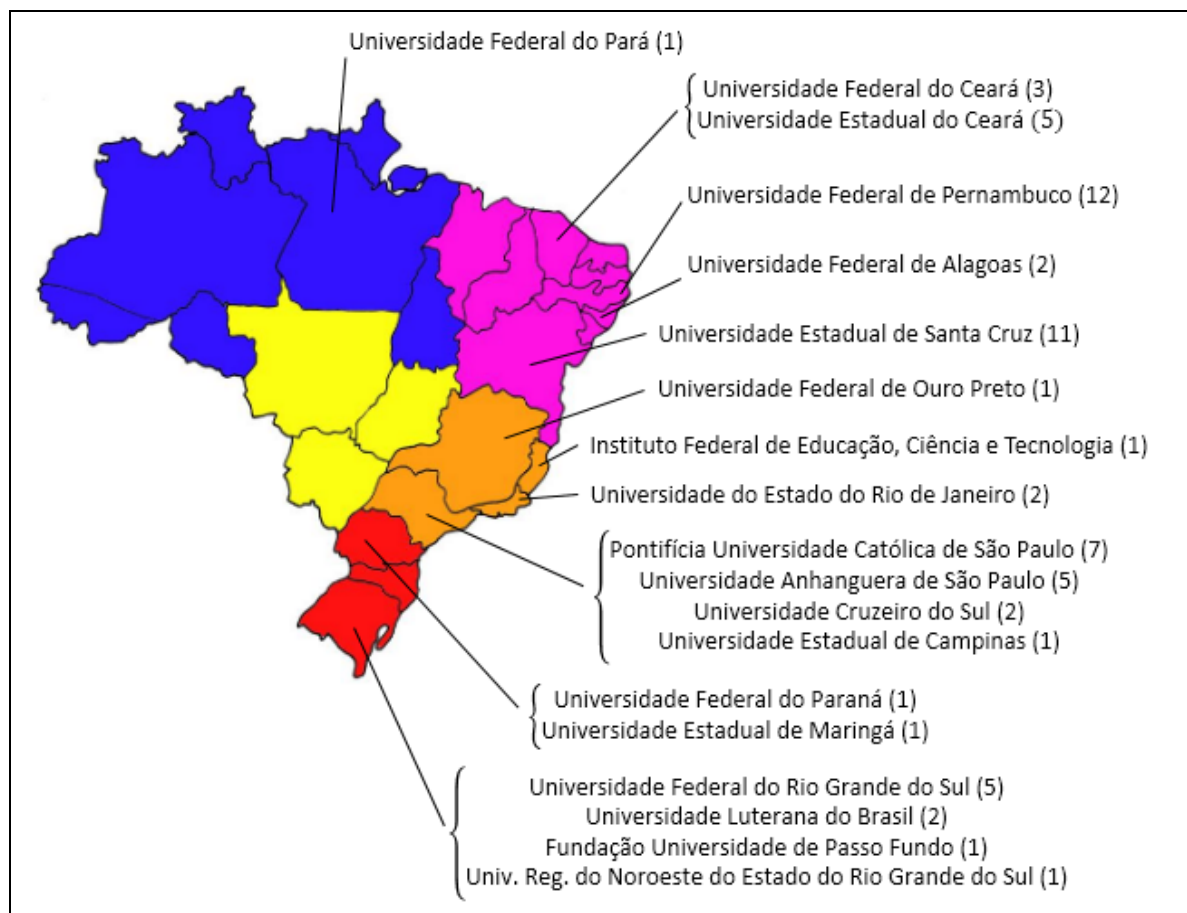 Universidade Federal do Pará (1)
Universidade Federal do Ceará (3)
Universidade Estadual do Ceará (5)
Universidade Federal de Pernambuco (12)
Universidade Federal de Alagoas (2)
Universidade Estadual de Santa Cruz (11)
Universidade Federal de Ouro Preto (1)
Instituto Federal de Educação, Ciência e Tecnologia (1)
Universidade do Estado do Rio de Janeiro (2)
Pontifícia Universidade Católica de São Paulo (7)
Universidade Anhanguera de São Paulo (5)
Universidade Cruzeiro do Sul (2)
Universidade Estadual de Campinas (1)
Universidade Federal do Paraná (1)
Universidade Estadual de Maringá (1)
Universidade Federal do Rio Grande do Sul (5)
Universidade Luterana do Brasil (2)
Fundação Universidade de Passo Fundo (1)
Univ. Reg. do Noroeste do Estado do Rio Grande do Sul (1)